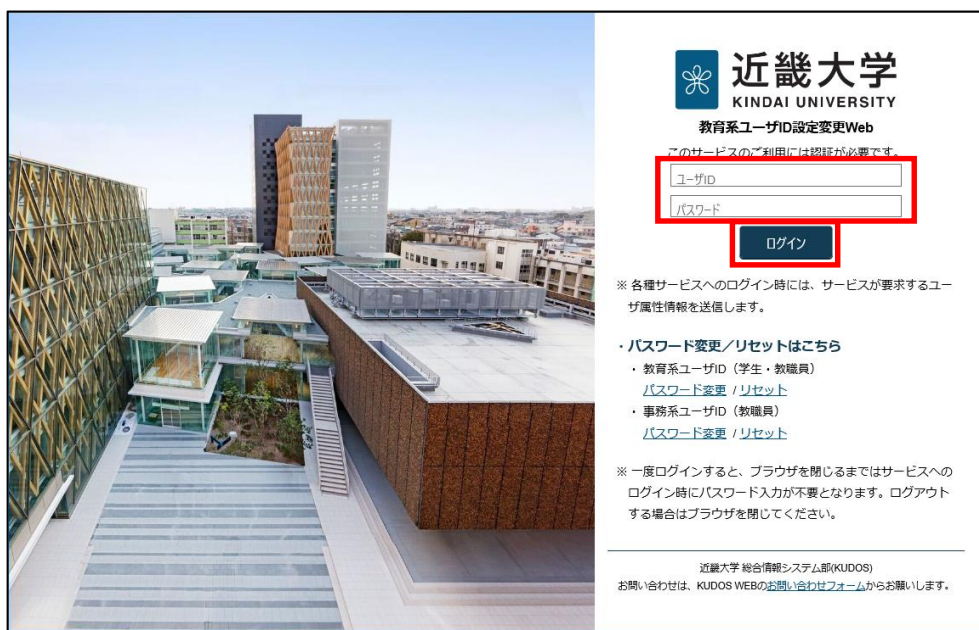 近畿大学
KINDAI UNIVERSITY
教育系ユーザID設定変更Web
このサービスのご利用には認証が必要です。
ユーザID
パスワード
ログイン
※ 各種サービスへのログイン時には、サービスが要求するユー
ザ属性情報を送信します。
・パスワード変更／リセットはこちら
・ 教育系ユーザID（学生・教職員）
パスワード変更 / リセット
・ 事務系ユーザID（教職員）
パスワード変更 / リセット
※ 一度ログインすると、ブラウザを閉じるまではサービスへの
ログイン時にパスワード入力が不要となります。ログアウト
する場合はブラウザを閉じてください。
近畿大学 総合情報システム部(KUDOS)
お問い合わせは、KUDOS WEBのお問い合わせフォームからお願いします。